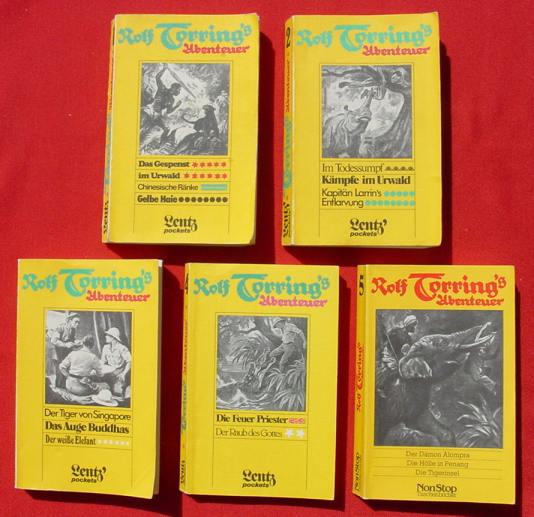 Rolf Torring's
Abenteuer
Das Gespenst
im Urwald
Chinesische Ränke
Gelbe Haie
Lentz'
pockets
2
Rolf Torring's
Abenteuer
Im Todessumpf
Kämpfe im Urwald
Kapitän Larrin's
Entlarvung
Lentz'
pockets
Rolf Torring's
Abenteuer
Der Tiger von Singapore
Das Auge Buddhas
Der weiße Elefant
Lentz'
pockets
4
Rolf Torring's
Abenteuer
Die Feuer Priester
Der Raub des Gottes
Lentz'
pockets
5
Rolf Torring's
Rolf Torring's
Abenteuer
Der Dämon Alompra
Die Hölle in Penang
Die Tigerinsel
NonStop
Taschenbücher